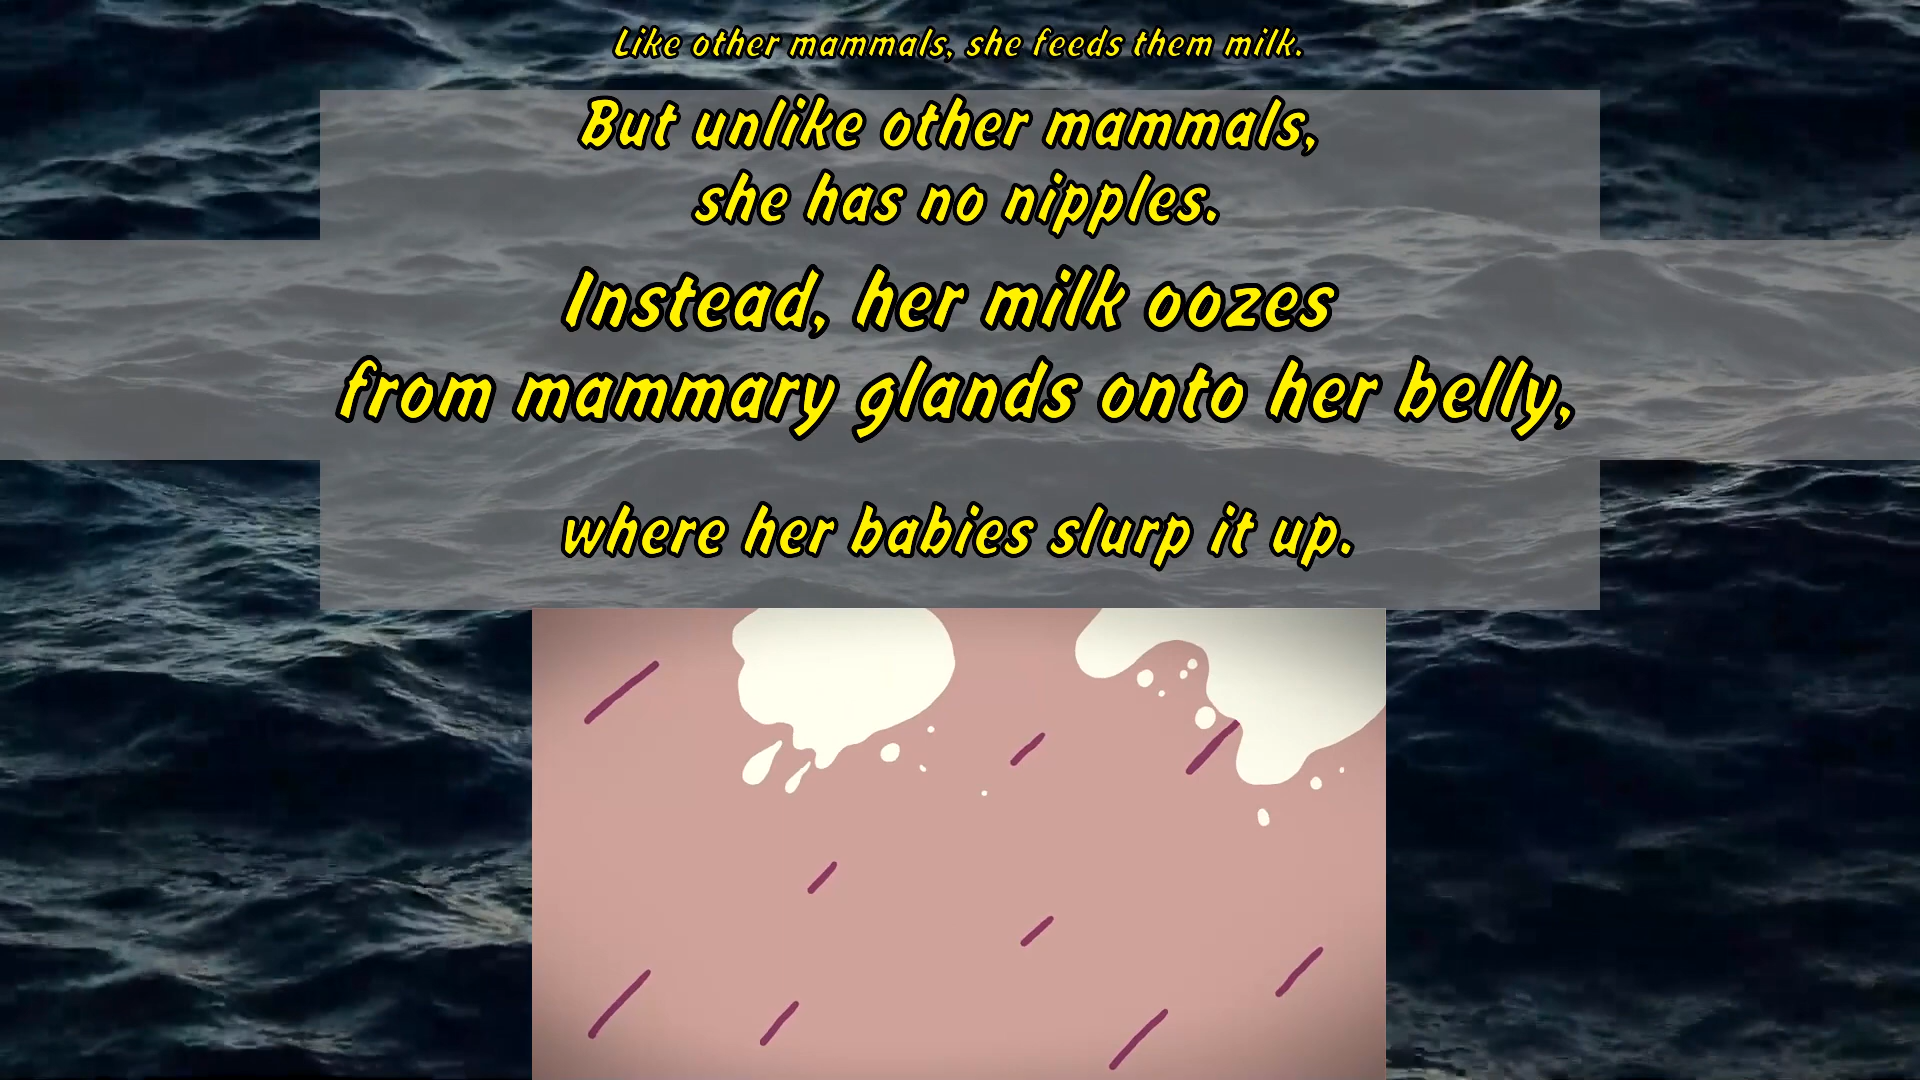 Like other mammals, she feeds them milk.
But unlike other mammals,
she has no nipples.
Instead, her milk oozes
from mammary glands onto her belly,
where her babies slurp it up.